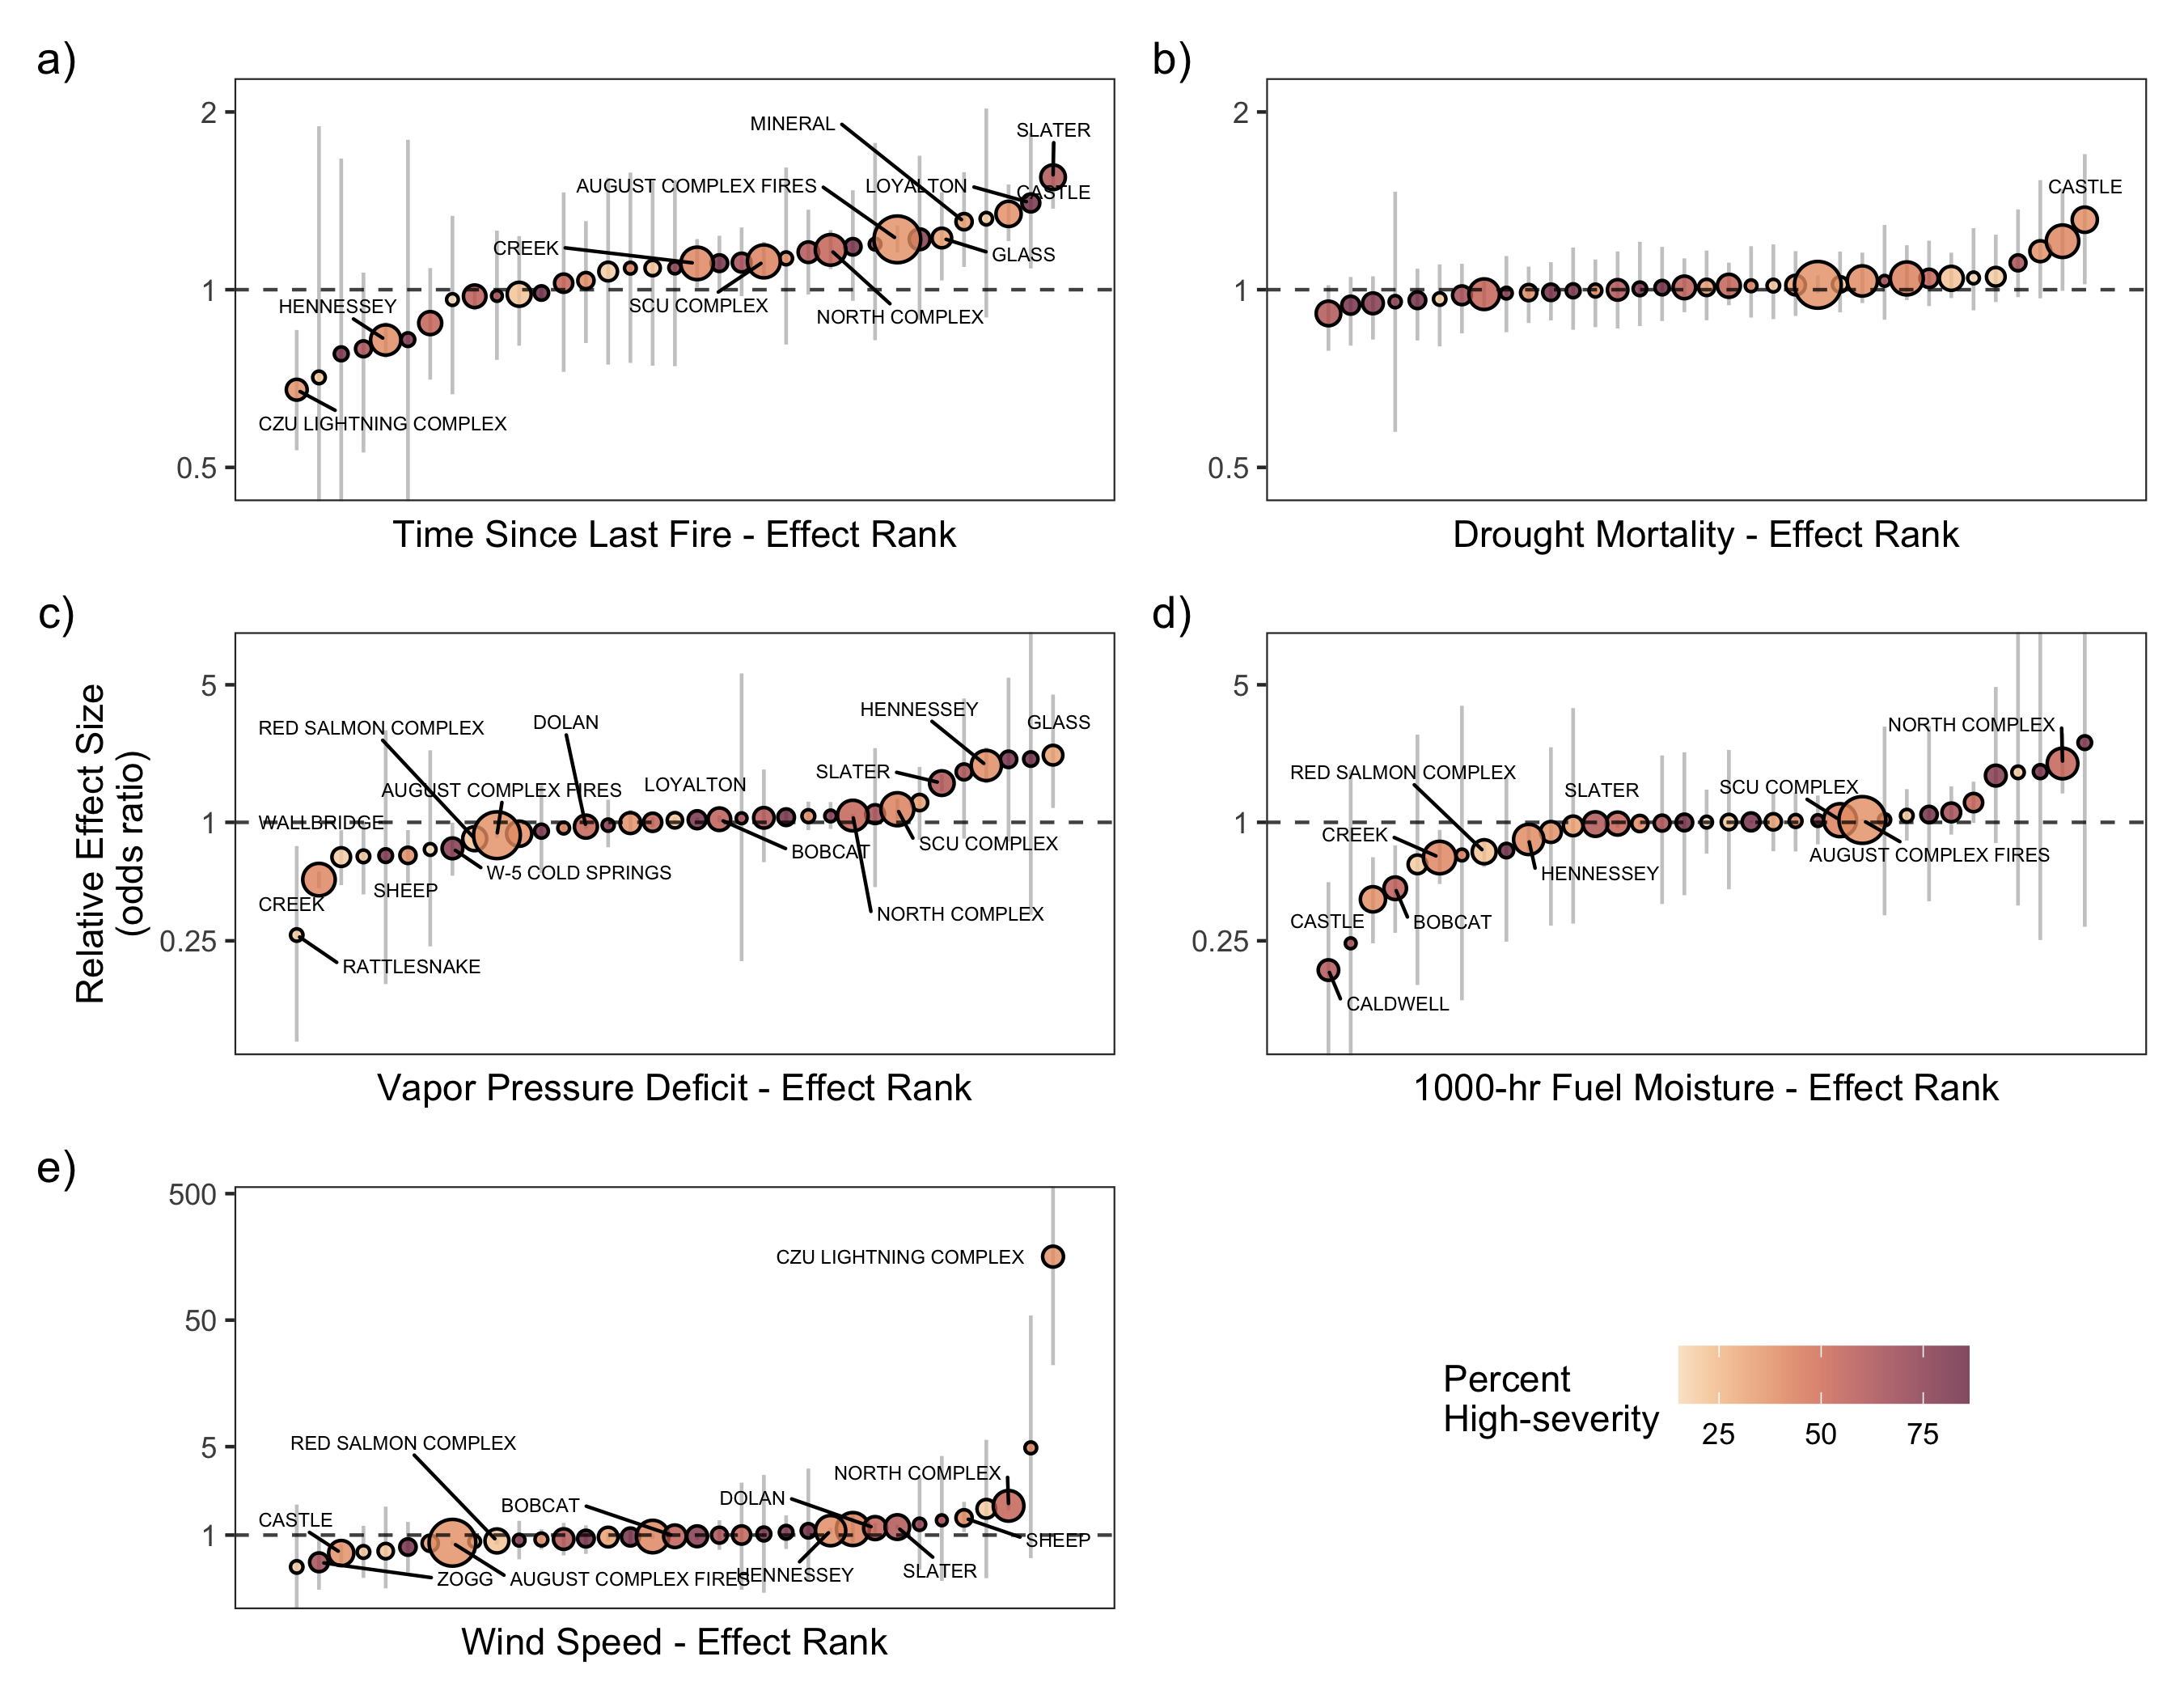 a)
2
1
0.5
MINERAL
SLATER
AUGUST COMPLEX FIRES
LOYALTON
CASTLE
CREEK
GLASS
HENNESSEY
SCU COMPLEX
NORTH COMPLEX
CZU LIGHTNING COMPLEX
Time Since Last Fire - Effect Rank
b)
2
1
0.5
CASTLE
Drought Mortality - Effect Rank
Relative Effect Size
(odds ratio)
c)
5
1
0.25
HENNESSEY
GLASS
RED SALMON COMPLEX
DOLAN
SLATER
LOYALTON
AUGUST COMPLEX FIRES
WALLBRIDGE
BOBCAT
SCU COMPLEX
W-5 COLD SPRINGS
SHEEP
CREEK
NORTH COMPLEX
RATTLESNAKE
Vapor Pressure Deficit - Effect Rank
d)
5
1
0.25
NORTH COMPLEX
RED SALMON COMPLEX
SLATER
SCU COMPLEX
CREEK
AUGUST COMPLEX FIRES
HENNESSEY
CASTLE
BOBCAT
CALDWELL
1000-hr Fuel Moisture - Effect Rank
e)
500
50
5
1
CZU LIGHTNING COMPLEX
RED SALMON COMPLEX
NORTH COMPLEX
BOBCAT
DOLAN
CASTLE
SHEEP
ZOGG
AUGUST COMPLEX FIRES
HENNESSEY
SLATER
Wind Speed - Effect Rank
Percent
High-severity
25
50
75